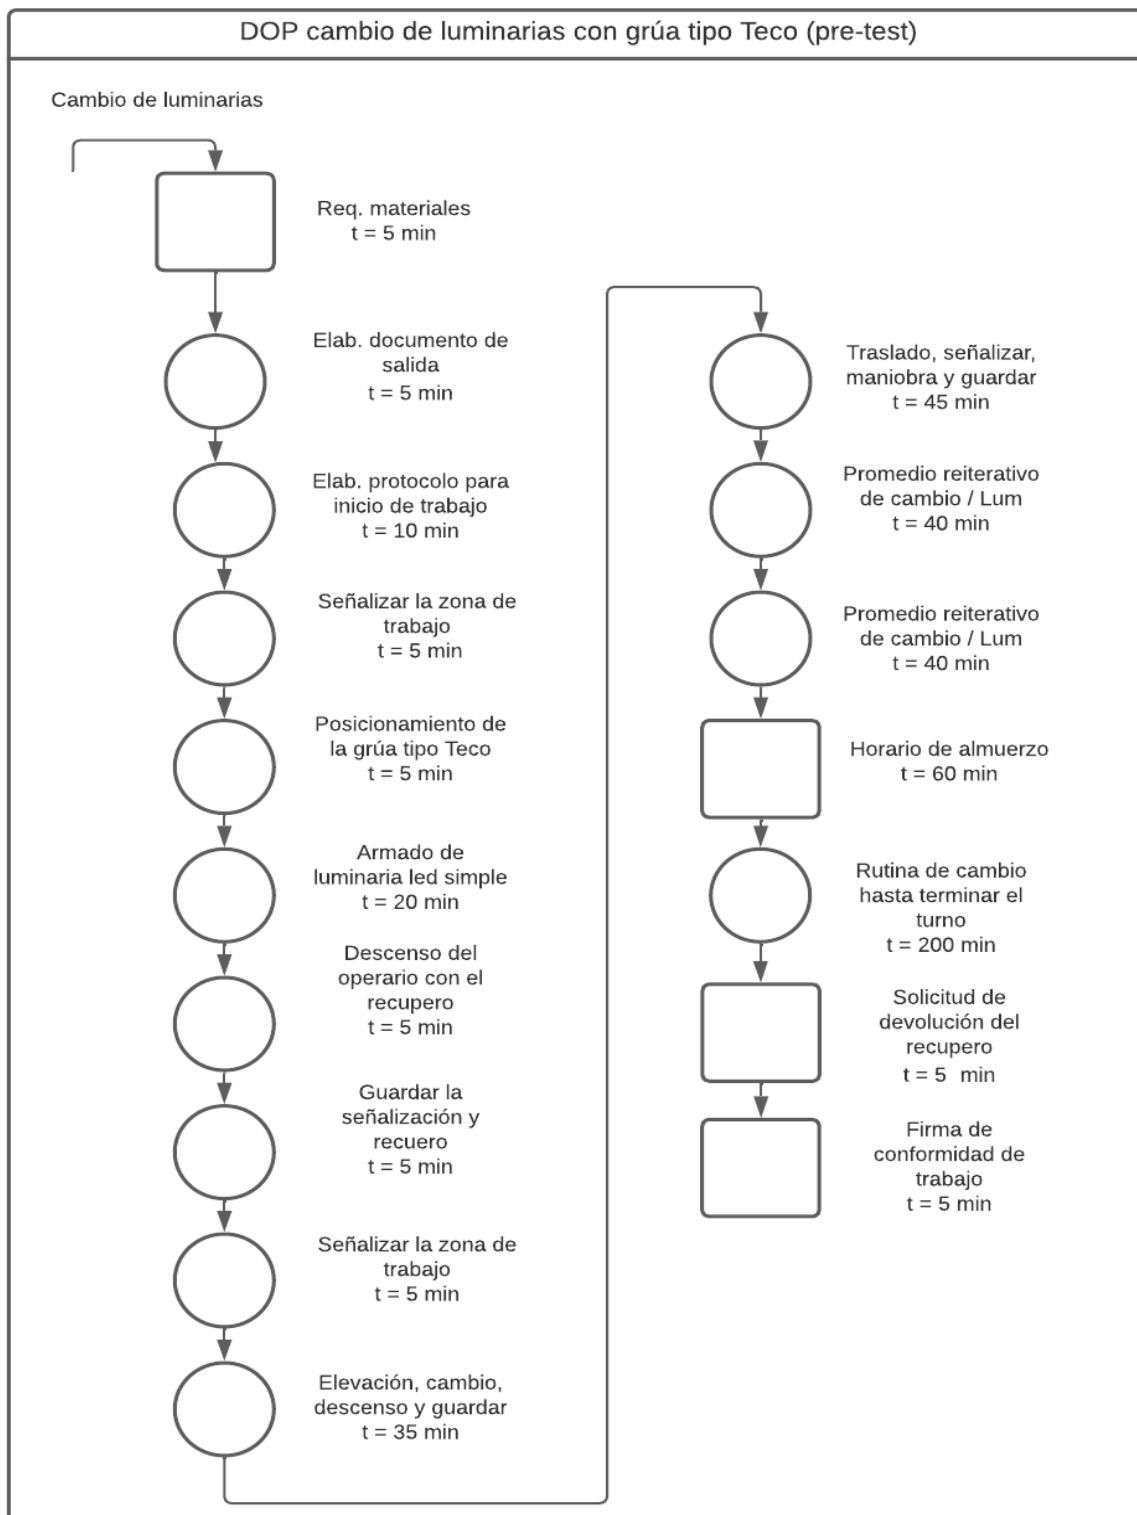 DOP cambio de luminarias con grúa tipo Teco (pre-test)
Cambio de luminarias
Req. materiales
t = 5 min
Elab. documento de
salida
t = 5 min
Elab. protocolo para
inicio de trabajo
t = 10 min
Señalizar la zona de
trabajo
t = 5 min
Posicionamiento de
la grúa tipo Teco
t = 5 min
Armado de
luminaria led simple
t = 20 min
Descenso del
operario con el
recupero
t = 5 min
Guardar la
señalización y
recuero
t = 5 min
Señalizar la zona de
trabajo
t = 5 min
Elevación, cambio,
descenso y guardar
t = 35 min
Traslado, señalizar,
maniobra y guardar
t = 45 min
Promedio reiterativo
de cambio / Lum
t = 40 min
Promedio reiterativo
de cambio / Lum
t = 40 min
Horario de almuerzo
t = 60 min
Rutina de cambio
hasta terminar el
turno
t = 200 min
Solicitud de
devolución del
recupero
t = 5 min
Firma de
conformidad de
trabajo
t = 5 min